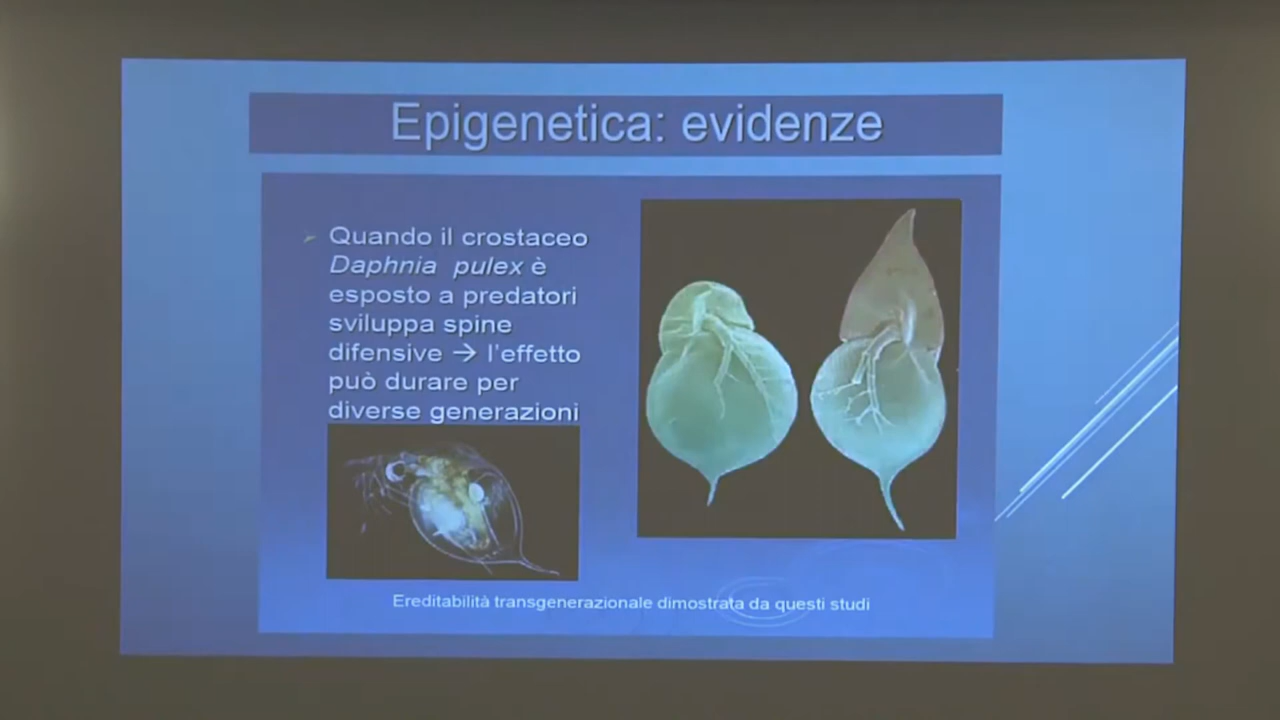 Epigenetica: evidenze
Quando il crostaceo
Daphnia pulex è
esposto a predatori
sviluppa spine
difensive → l'effetto
può durare per
diverse generazioni
Ereditabilità transgenerazionale dimostrata da questi studi